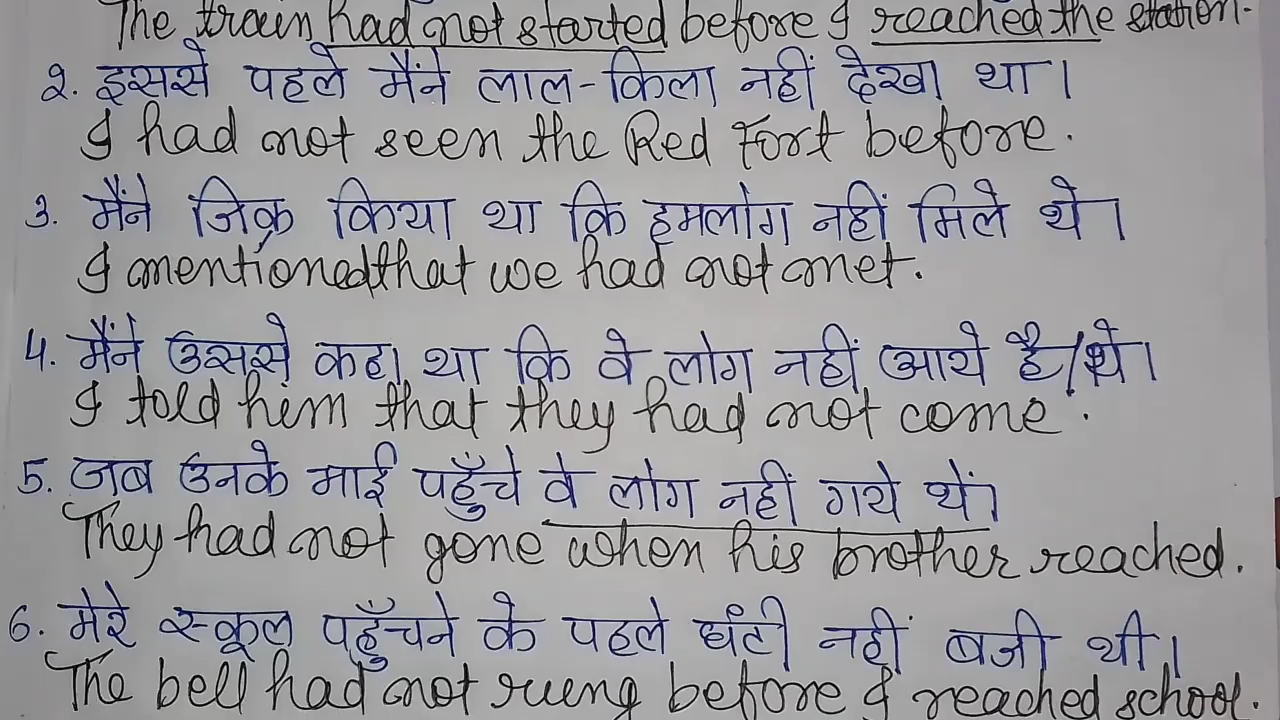 The train had not started before I reached the station.
2. इससे पहले मैंने लाल-किला नहीं देखा था।
I had not seen the Red Fort before.
3. मैंने जिक्र किया था कि हमलोग नहीं मिले थे।
I mentioned that we had not met.
4. मैंने उससे कहा था कि वे लोग नहीं आये है/थे।
I told him that they had not come.
5. जब उनके भाई पहुँचे वे लोग नहीं गये थें।
They had not gone when his brother reached.
6. मेरे स्कूल पहुँचने के पहले घंटी नहीं बजी थी।
The bell had not rung before I reached school.